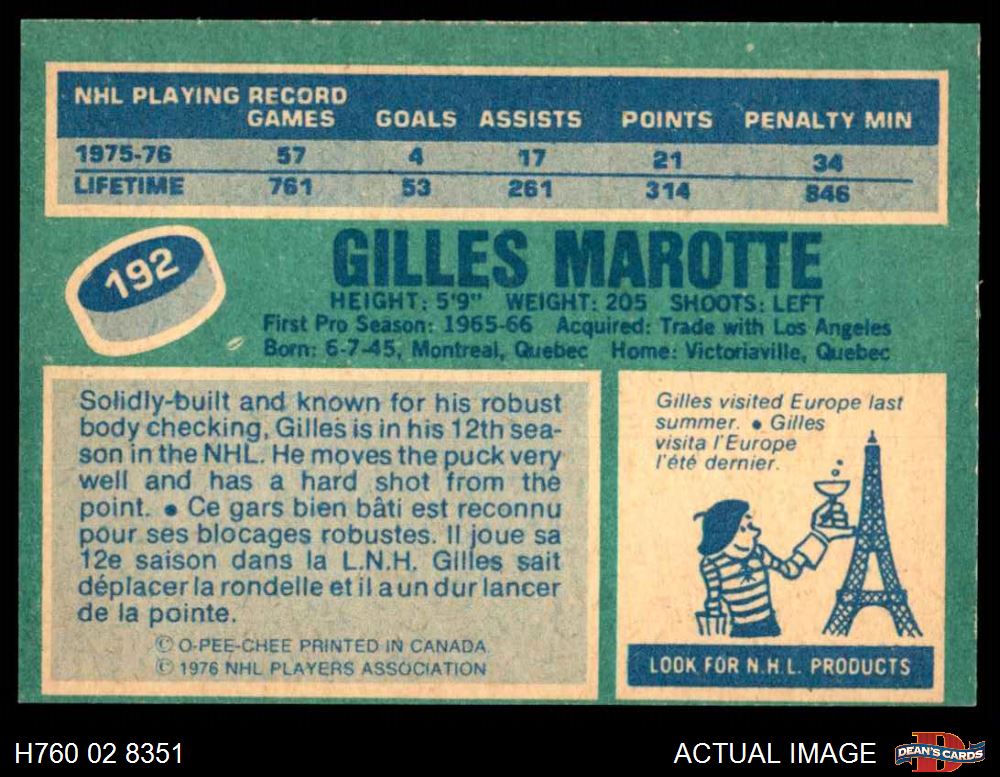 NHL PLAYING RECORD
GAMES GOALS ASSISTS POINTS PENALTY MIN
1975-76 57 4 17 21 34
LIFETIME 761 53 261 314 846
192
GILLES MAROTTE
HEIGHT: 5'9" WEIGHT: 205 SHOOTS: LEFT
First Pro Season: 1965-66 Acquired: Trade with Los Angeles
Born: 6-7-45, Montreal, Quebec Home: Victoriaville, Quebec
Solidly-built and known for his robust
body checking, Gilles is in his 12th sea-
son in the NHL. He moves the puck very
well and has a hard shot from the
point. • Ce gars bien bâti est reconnu
pour ses blocages robustes. Il joue sa
12e saison dans la L.N.H. Gilles sait
déplacer la rondelle et il a un dur lancer
de la pointe.
© O-PEE-CHEE PRINTED IN CANADA
© 1976 NHL PLAYERS ASSOCIATION
Gilles visited Europe last
summer. • Gilles
visita l'Europe
l'été dernier.
LOOK FOR N.H.L. PRODUCTS
H760 02 8351
ACTUAL IMAGE
D
DEAN'S CARDS